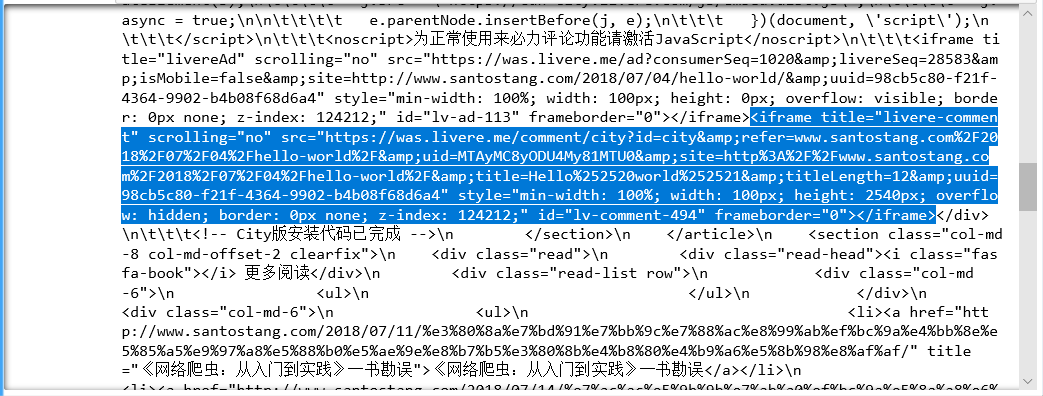 async = true;\n\n\t\t\t\t   e.parentNode.insertBefore(j, e);\n\t\t\t   })(document, \'script\');\n
\t\t\t</script>\n\t\t\t<noscript>为正常使用来必力评论功能请激活JavaScript</noscript>\n\t\t\t<iframe ti
tle="livereAd" scrolling="no" src="https://was.livere.me/ad?consumerSeq=1020&amp;livereSeq=28583&a
mp;isMobile=false&amp;site=http://www.santostang.com/2018/07/04/hello-world/&amp;uuid=98cb5c80-f21f-
4364-9902-b4b08f68d6a4" style="min-width: 100%; width: 100px; height: 0px; overflow: visible; borde
r: 0px none; z-index: 124212;" id="lv-ad-113" frameborder="0"></iframe><iframe title="livere-commen
t" scrolling="no" src="https://was.livere.me/comment/city?id=city&amp;refer=www.santostang.com%2F20
18%2F07%2F04%2Fhello-world%2F&amp;uid=MTAyMC8yODU4My81MTU0&amp;site=http%3A%2F%2Fwww.santostang.co
m%2F2018%2F07%2F04%2Fhello-world%2F&amp;title=Hello%252520world%252521&amp;titleLength=12&amp;uuid=
98cb5c80-f21f-4364-9902-b4b08f68d6a4" style="min-width: 100%; width: 100px; height: 2540px; overflo
w: hidden; border: 0px none; z-index: 124212;" id="lv-comment-494" frameborder="0"></iframe></div>
\n\t\t\t<!-- City版安装代码已完成 -->\n        </section>\n    </article>\n    <section class="col-md
-8 col-md-offset-2 clearfix">\n    <div class="read">\n        <div class="read-head"><i class="fas
fa-book"></i> 更多阅读</div>\n        <div class="read-list row">\n            <div class="col-md
-6">\n                <ul>\n                                    </ul>\n            </div>\n
<div class="col-md-6">\n                <ul>\n                                    <li><a href="htt
p://www.santostang.com/2018/07/11/%e3%80%8a%e7%bd%91%e7%bb%9c%e7%88%ac%e8%99%ab%ef%bc%9a%e4%bb%8e%e
5%85%a5%e9%97%a8%e5%88%b0%e5%ae%9e%e8%b7%b5%e3%80%8b%e4%b8%80%e4%b9%a6%e5%8b%98%e8%af%af/" title
="《网络爬虫：从入门到实践》一书勘误">《网络爬虫：从入门到实践》一书勘误</a></li>\n